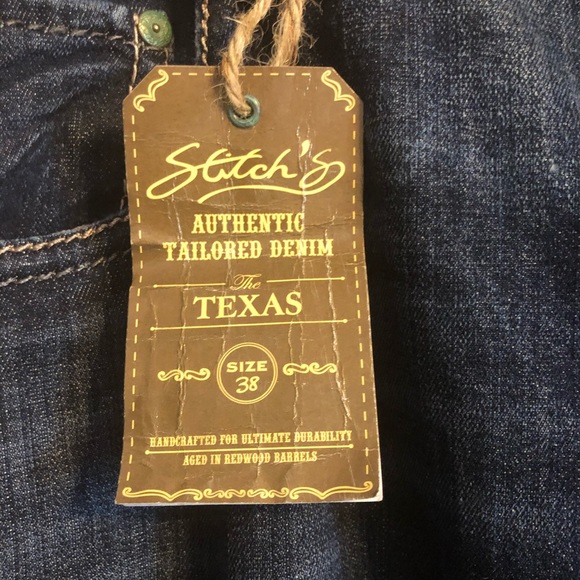 Stitch's
AUTHENTIC
TAILORED DENIM
The
TEXAS
SIZE
38
HANDCRAFTED FOR ULTIMATE DURABILITY
AGED IN REDWOOD BARRELS